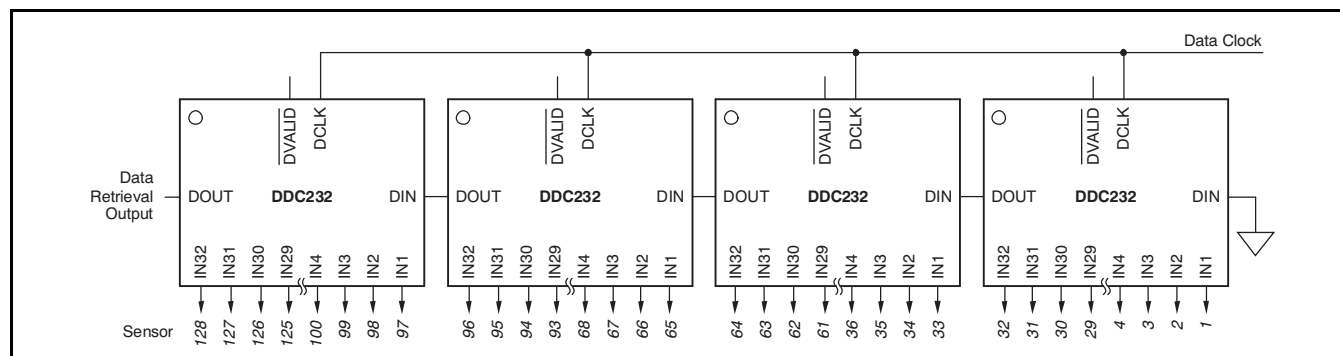 Data Clock
DVALID DCLK DVALID DCLK DVALID DCLK DVALID DCLK
Data
Retrieval
Output
DOUT DDC232 DIN DOUT DDC232 DIN DOUT DDC232 DIN DOUT DDC232 DIN
IN32 IN31 IN30 IN29 IN4 IN3 IN2 IN1 IN32 IN31 IN30 IN29 IN4 IN3 IN2 IN1 IN32 IN31 IN30 IN29 IN4 IN3 IN2 IN1 IN32 IN31 IN30 IN29 IN4 IN3 IN2 IN1
Sensor 128 127 126 125 100 99 98 97 96 95 94 93 68 67 66 65 64 63 62 61 36 35 34 33 32 31 30 29 4 3 2 1